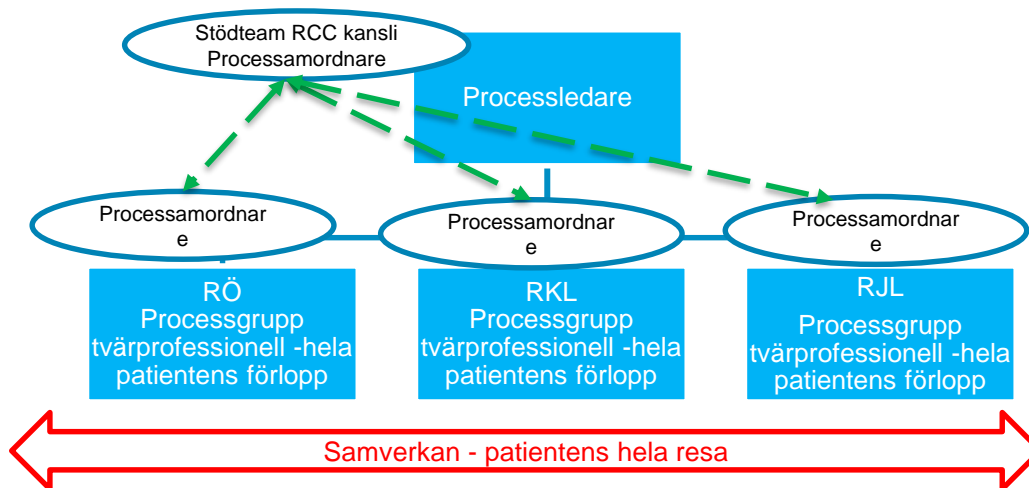 Stödteam RCC kansli
Processamordnare
Processledare
Processamordnar
e
Processamordnar
e
Processamordnar
e
RÖ
Processgrupp
tvärprofessionell -hela
patientens förlopp
RKL
Processgrupp
tvärprofessionell -hela
patientens förlopp
RJL
Processgrupp
tvärprofessionell -hela
patientens förlopp
Samverkan - patientens hela resa